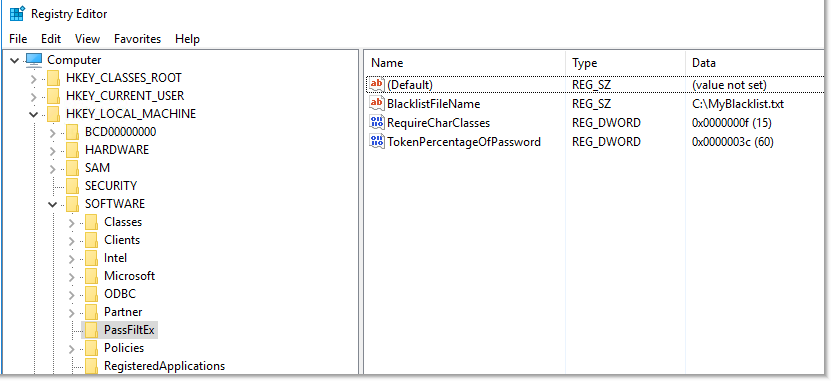 Registry Editor
File Edit View Favorites Help
Computer
HKEY_CLASSES_ROOT
HKEY_CURRENT_USER
HKEY_LOCAL_MACHINE
BCD00000000
HARDWARE
SAM
SECURITY
SOFTWARE
Classes
Clients
Intel
Microsoft
ODBC
Partner
PassFiltEx
Policies
RegisteredApplications
Name Type Data
ab (Default) REG_SZ (value not set)
ab BlacklistFileName REG_SZ C:\MyBlacklist.txt
RequireCharClasses REG_DWORD 0x0000000f (15)
TokenPercentageOfPassword REG_DWORD 0x0000003c (60)